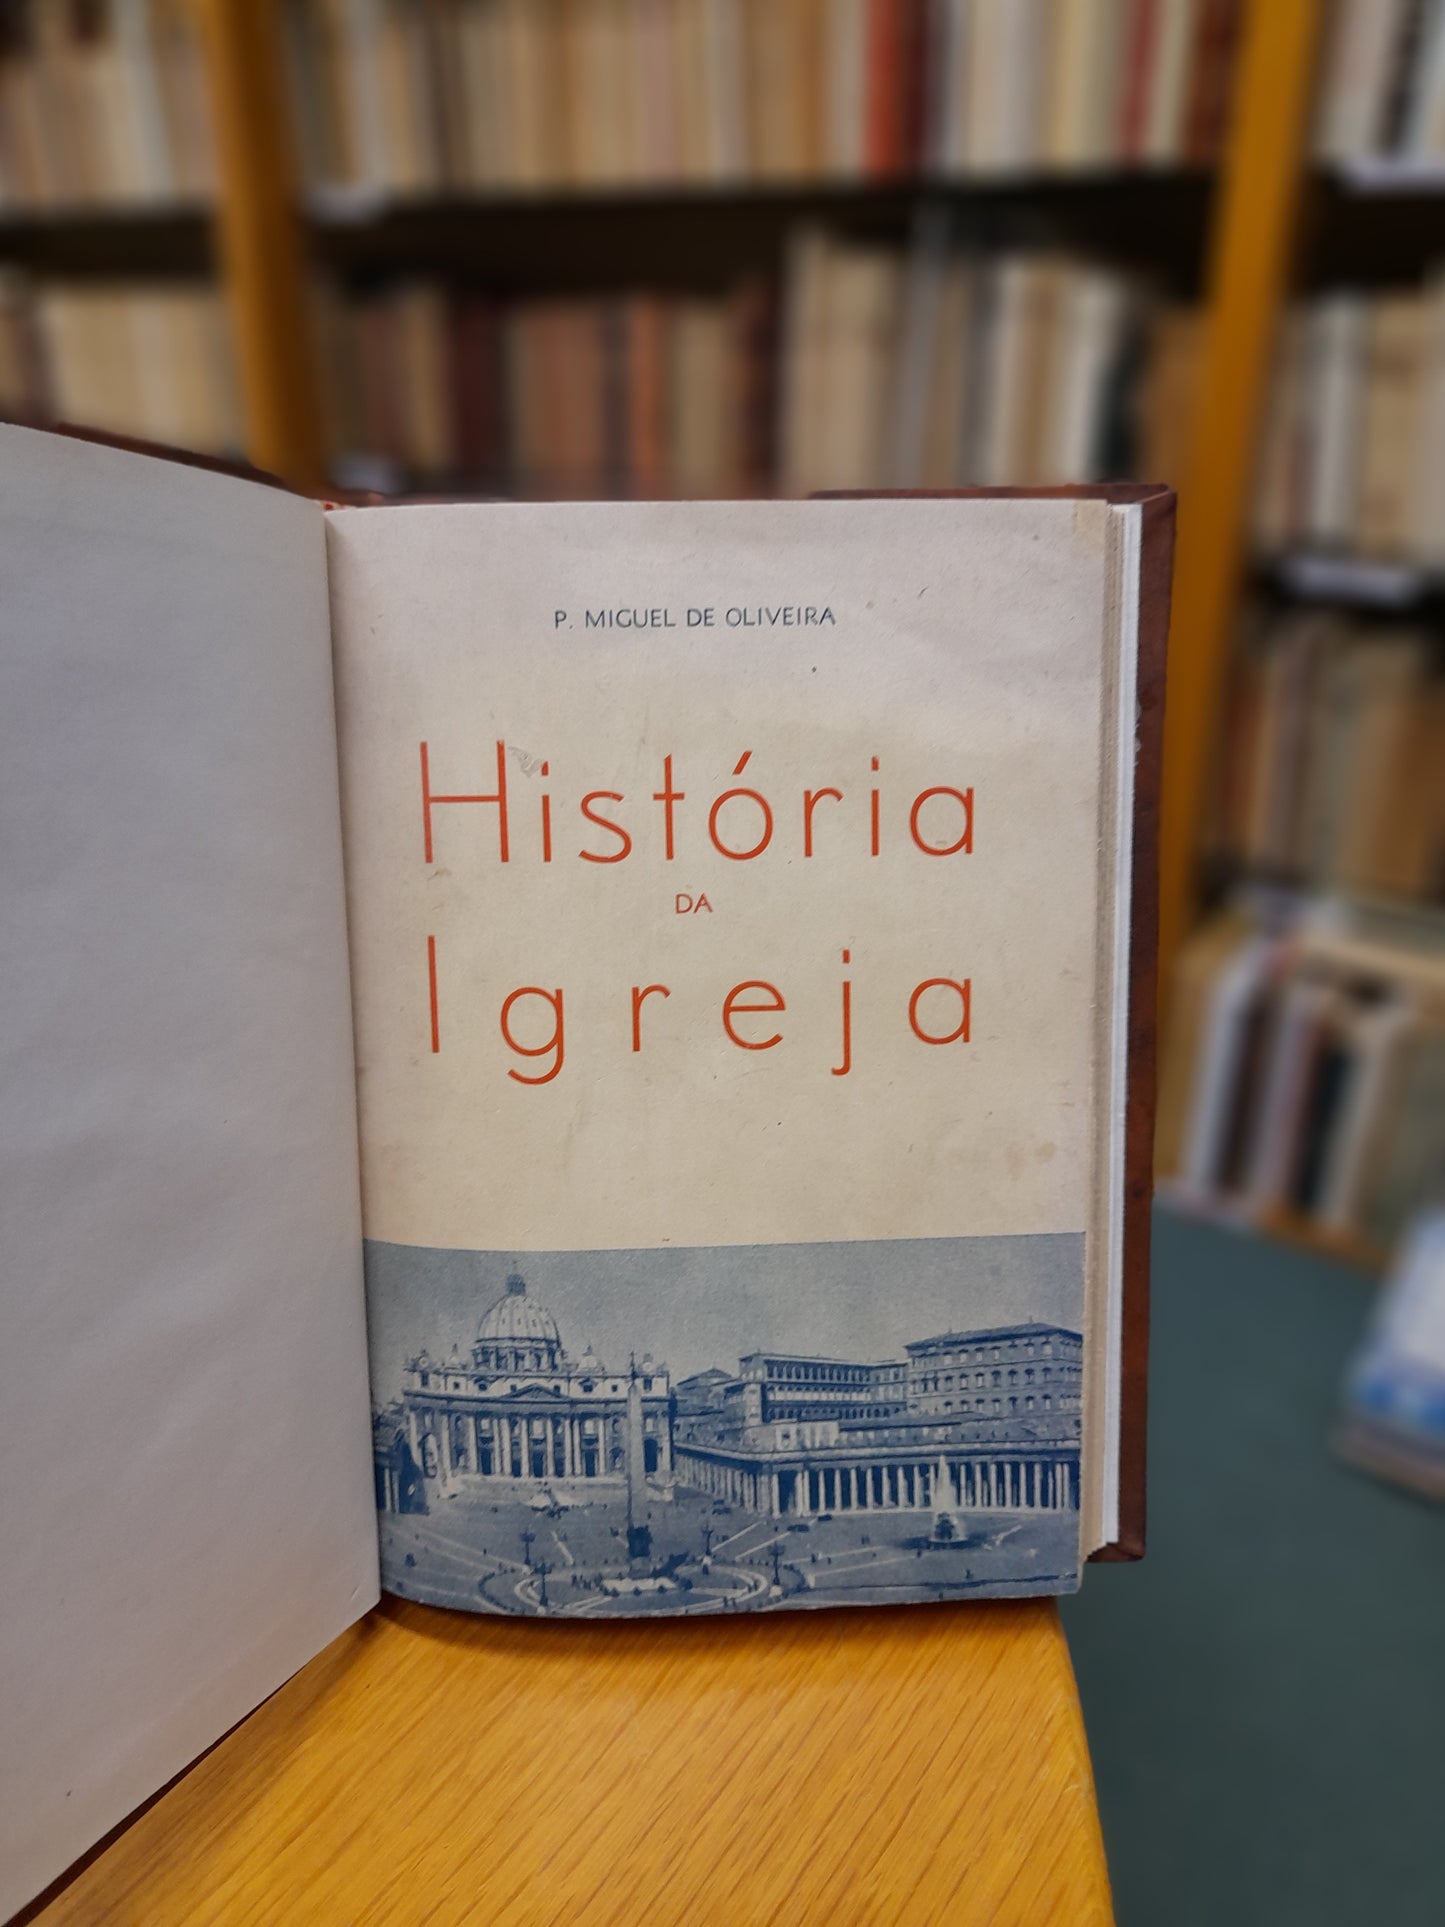 P. MIGUEL DE OLIVEIRA
História
DA
Igreja